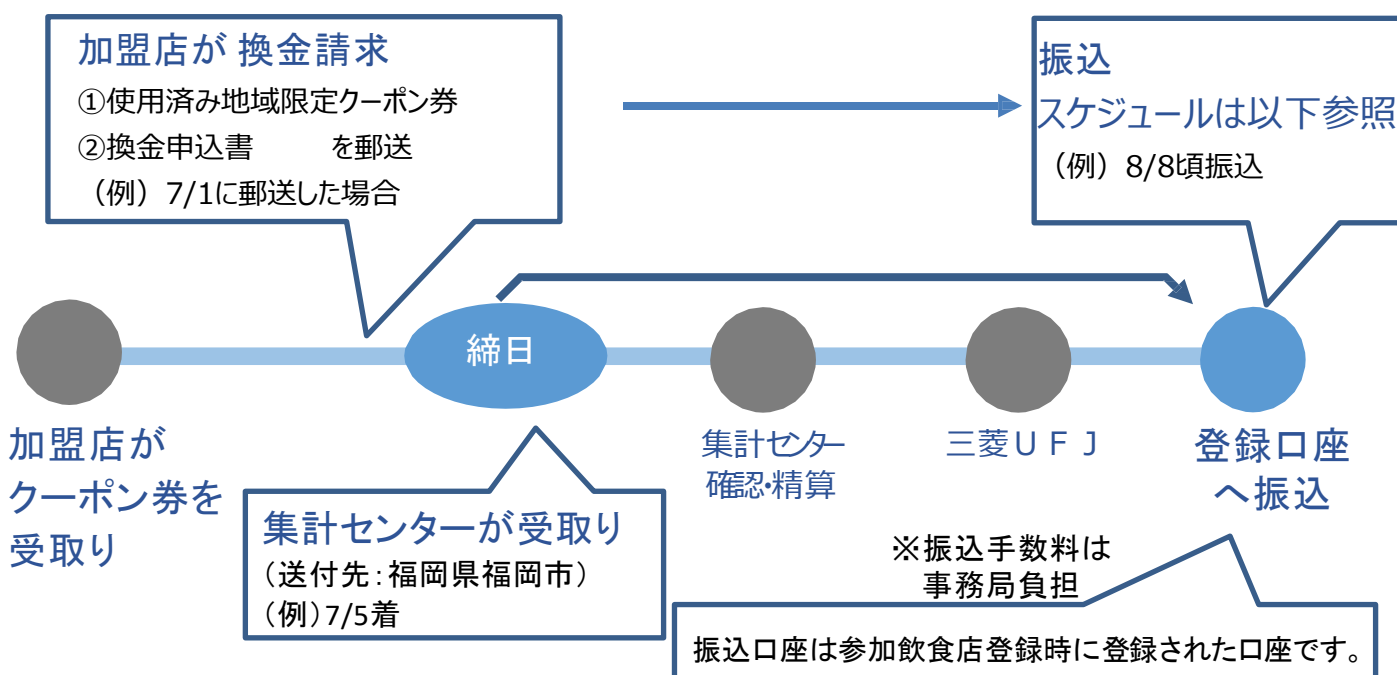 加盟店が 換金請求
①使用済み地域限定クーポン券
②換金申込書　　を郵送
（例）7/1に郵送した場合
振込
スケジュールは以下参照
（例）8/8頃振込
締日
加盟店が
クーポン券を
受取り
集計センターが受取り
（送付先：福岡県福岡市）
（例）7/5着
集計センター
確認・精算
三菱ＵＦＪ
登録口座
へ振込
※振込手数料は
事務局負担
振込口座は参加飲食店登録時に登録された口座です。